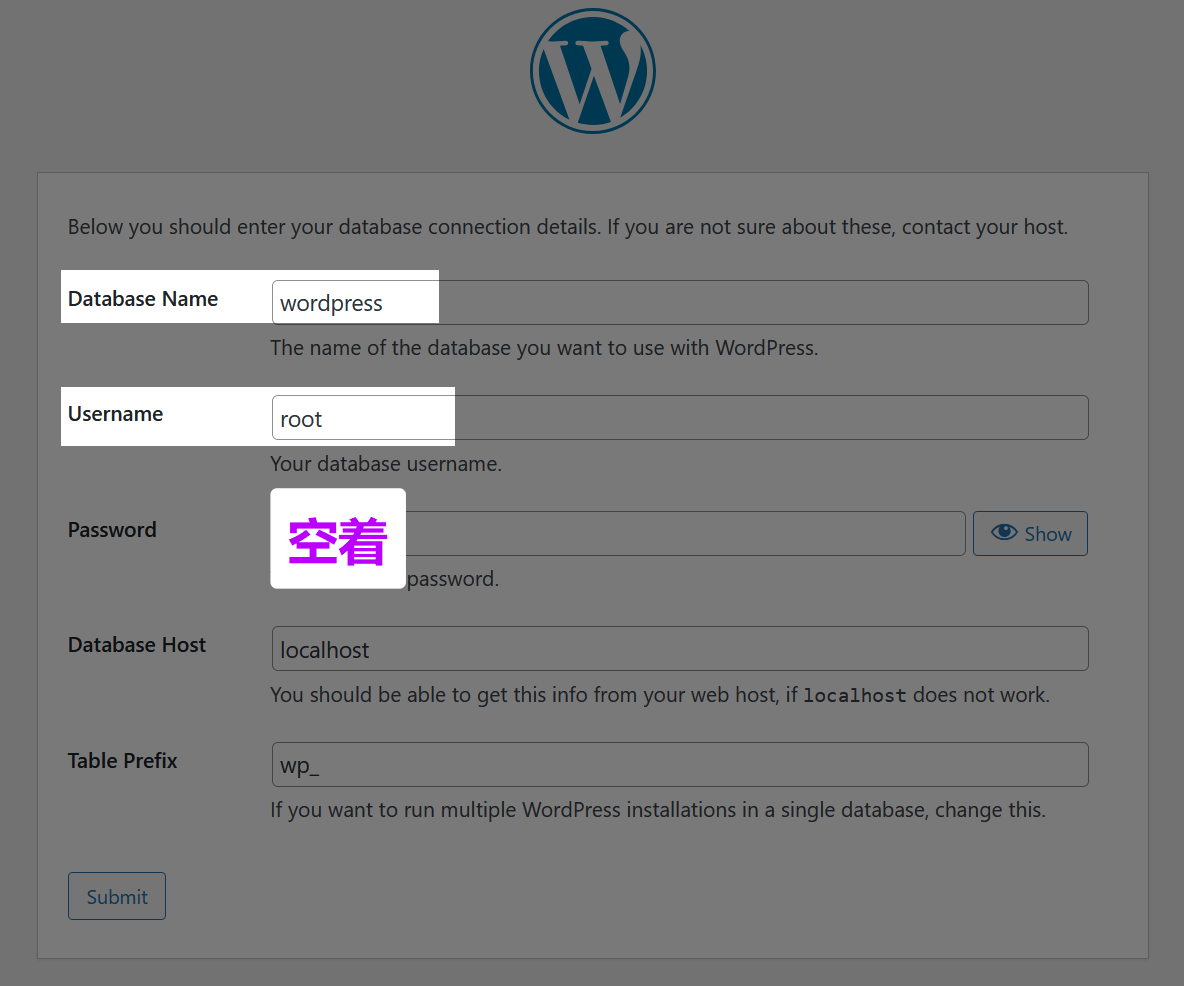 Below you should enter your database connection details. If you are not sure about these, contact your host.
Database Name wordpress
The name of the database you want to use with WordPress.
Username root
Your database username.
Password 空着 Show
password.
Database Host localhost
You should be able to get this info from your web host, if localhost does not work.
Table Prefix wp_
If you want to run multiple WordPress installations in a single database, change this.
Submit